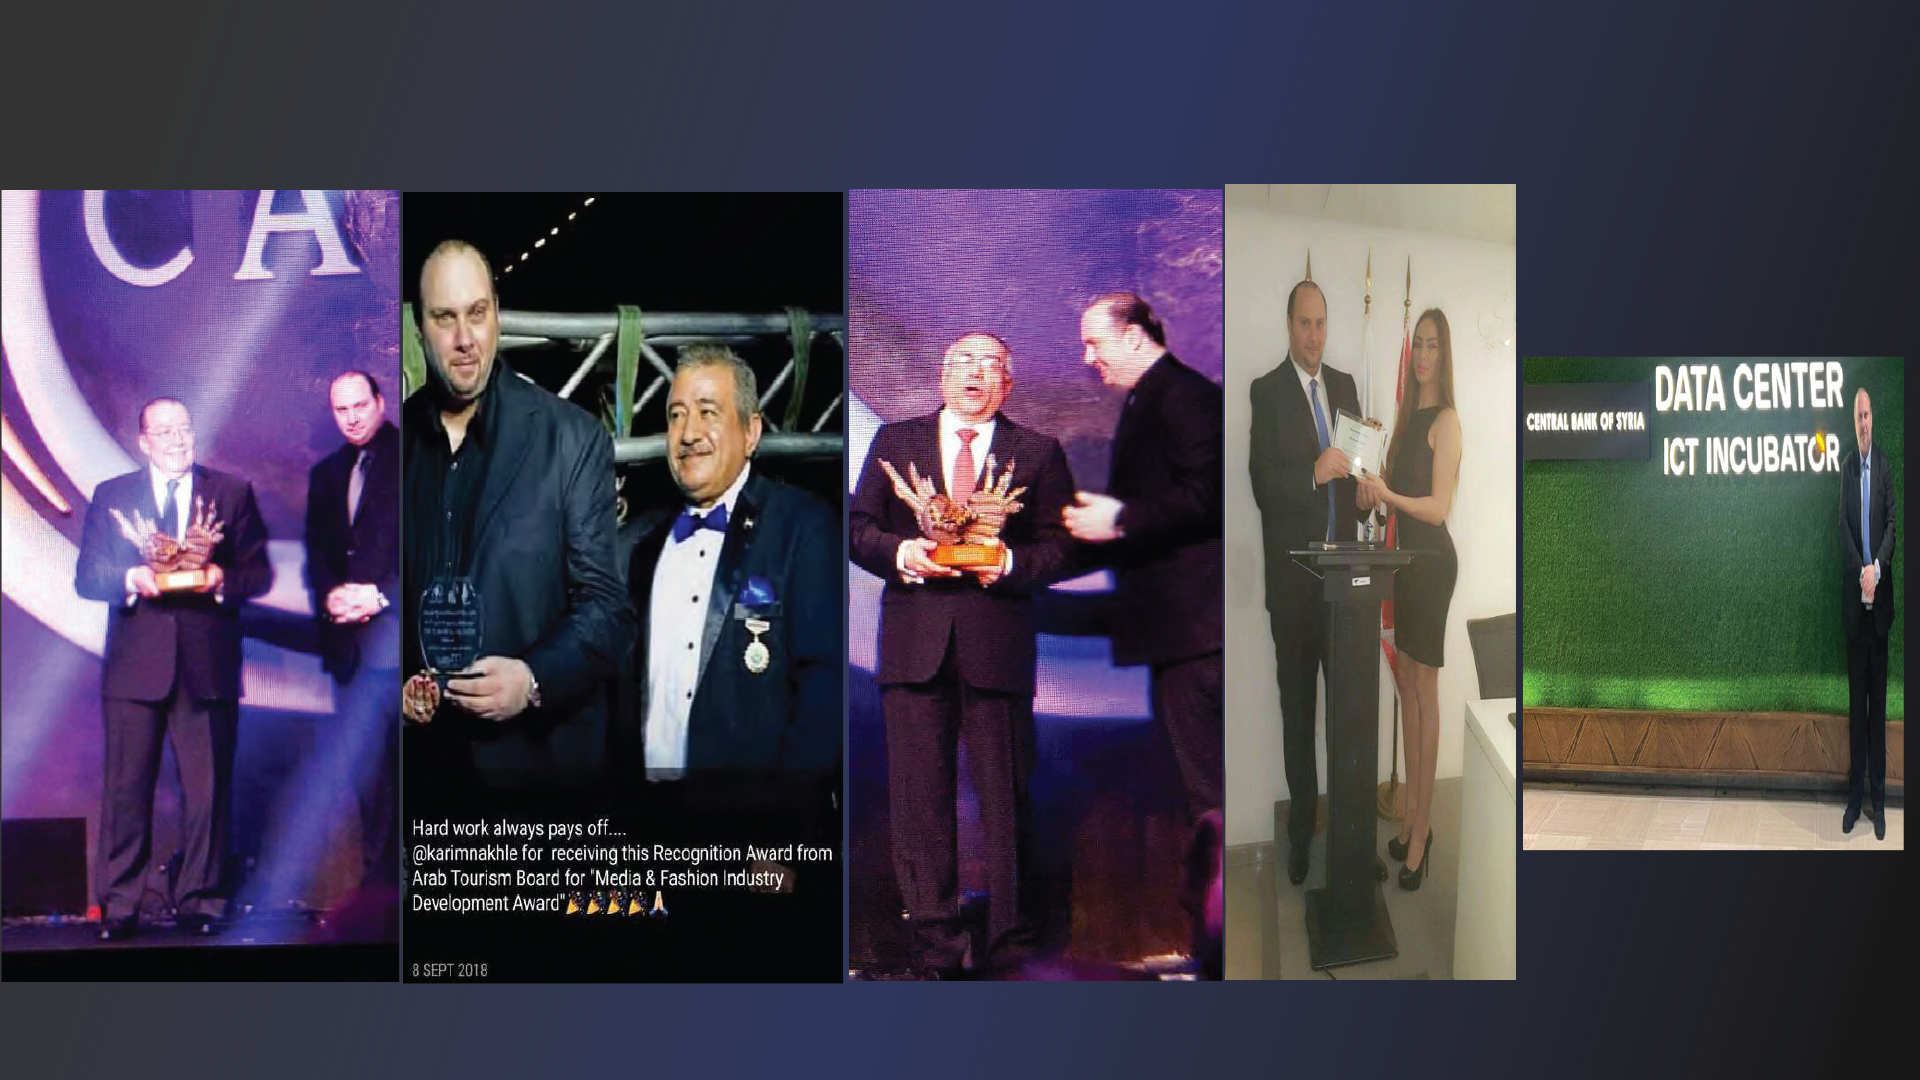 CA
Hard work always pays off....
@karimnakhle for receiving this Recognition Award from
Arab Tourism Board for "Media & Fashion Industry
Development Award"🎉🎉🎉🎉🙏
8 SEPT 2018
CENTRAL BANK OF SYRIA
DATA CENTER
ICT INCUBATOR